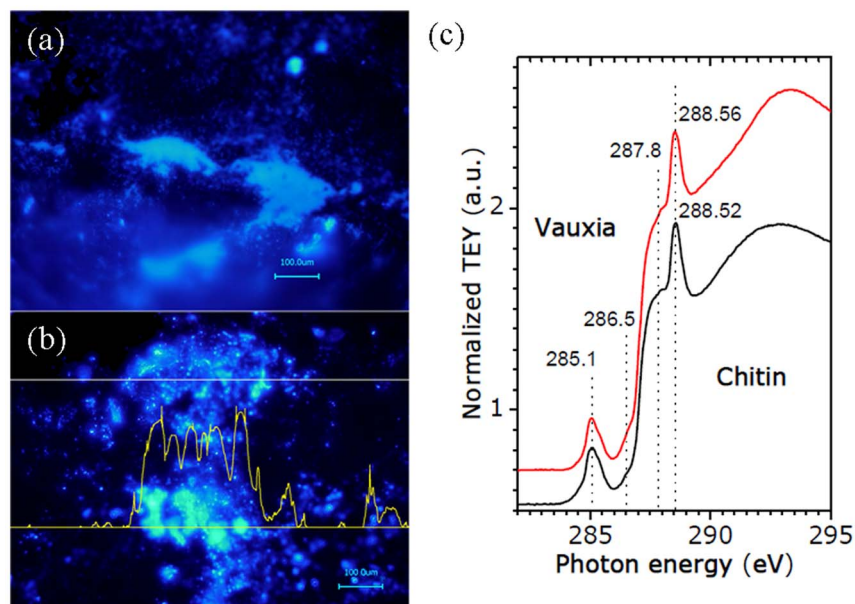 (a)
100.0um
(b)
100.0um
(c)
Normalized TEY (a.u.)
2
1
288.56
287.8
288.52
Vauxia
286.5
285.1
Chitin
285
290
295
Photon energy (eV)